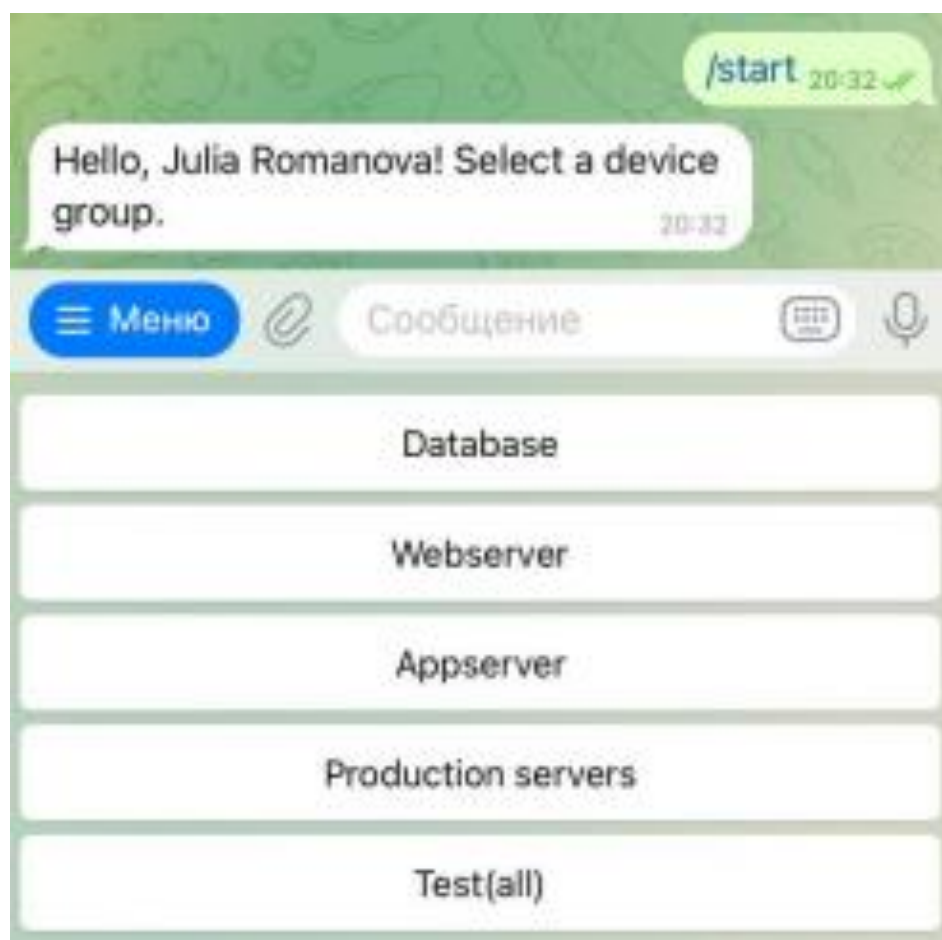 /start 20:32
Hello, Julia Romanova! Select a device
group. 20:32
Меню Сообщение
Database
Webserver
Appserver
Production servers
Test(all)